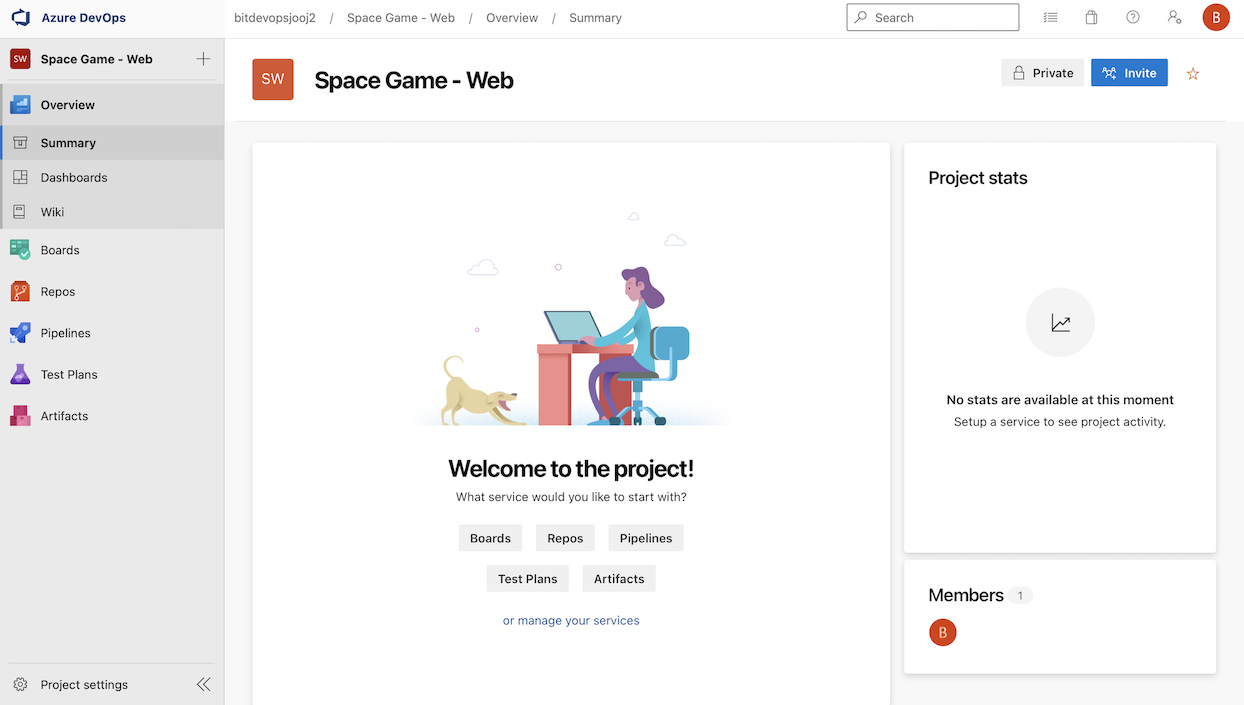 Azure DevOps
bitdevopsjooj2 / Space Game - Web / Overview / Summary
Search
B
SW Space Game - Web
Overview
Summary
Dashboards
Wiki
Boards
Repos
Pipelines
Test Plans
Artifacts
Project settings
SW Space Game - Web
Private
Invite
Welcome to the project!
What service would you like to start with?
Boards Repos Pipelines
Test Plans Artifacts
or manage your services
Project stats
No stats are available at this moment
Setup a service to see project activity.
Members 1
B